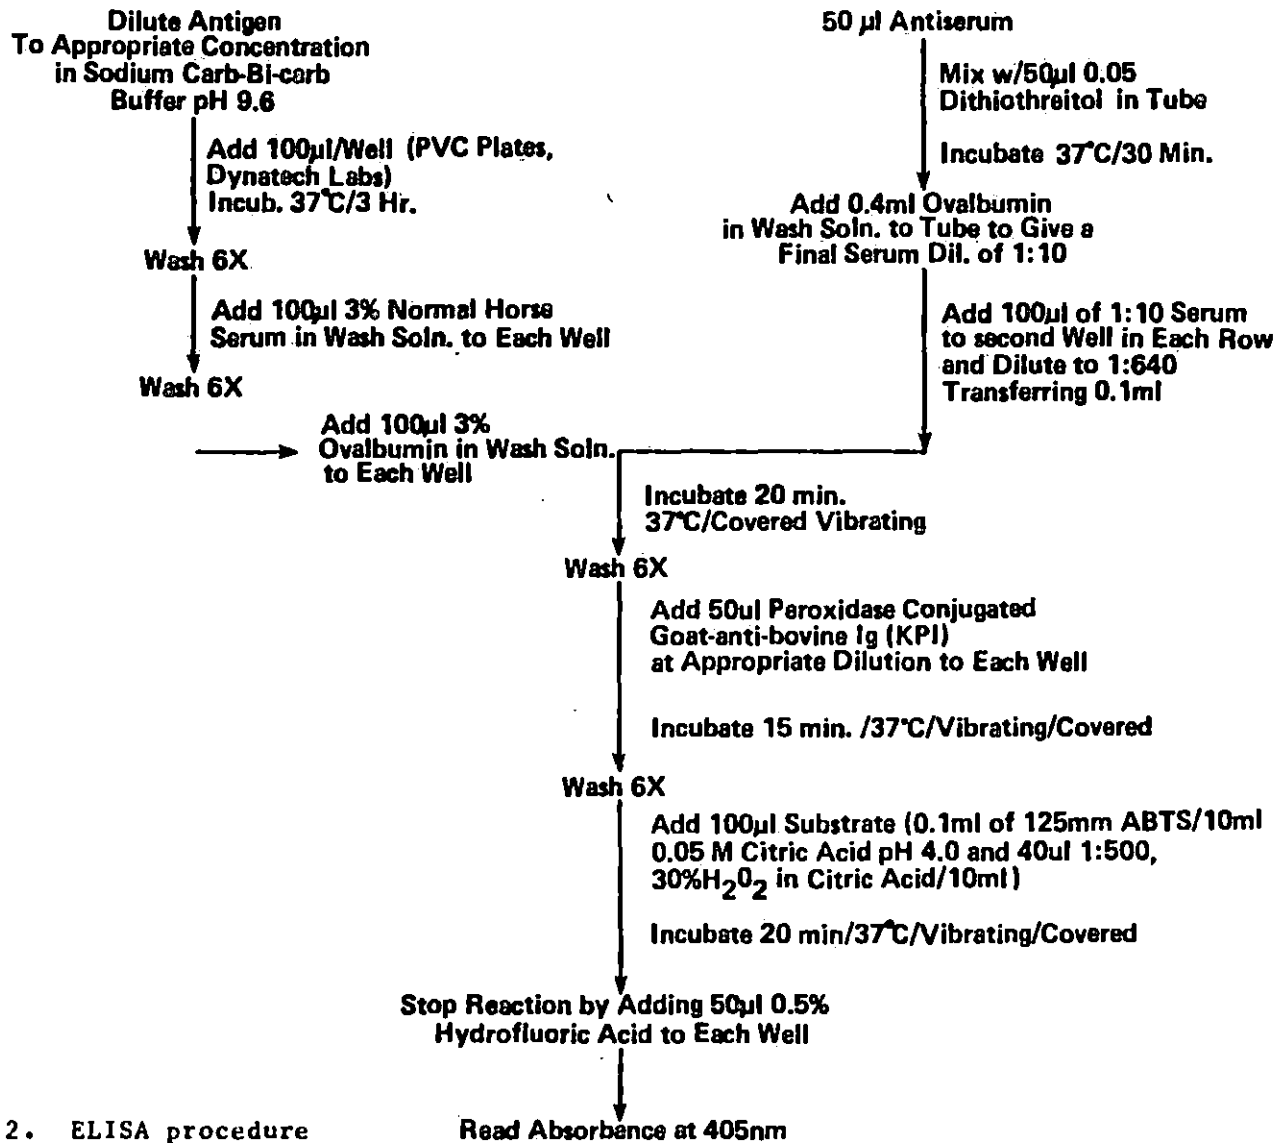 Dilute Antigen
To Appropriate Concentration
in Sodium Carb-Bi-carb
Buffer pH 9.6
Add 100µl/Well (PVC Plates,
Dynatech Labs)
Incub. 37°C/3 Hr.
Wash 6X
Add 100µl 3% Normal Horse
Serum in Wash Soln. to Each Well
Wash 6X
Add 100µl 3%
Ovalbumin in Wash Soln.
to Each Well
50 µl Antiserum
Mix w/50µl 0.05
Dithiothreitol in Tube
Incubate 37°C/30 Min.
Add 0.4ml Ovalbumin
in Wash Soln. to Tube to Give a
Final Serum Dil. of 1:10
Add 100µl of 1:10 Serum
to second Well in Each Row
and Dilute to 1:640
Transferring 0.1ml
Incubate 20 min.
37°C/Covered Vibrating
Wash 6X
Add 50ul Peroxidase Conjugated
Goat-anti-bovine Ig (KPI)
at Appropriate Dilution to Each Well
Incubate 15 min. /37°C/Vibrating/Covered
Wash 6X
Add 100µl Substrate (0.1ml of 125mm ABTS/10ml
0.05 M Citric Acid pH 4.0 and 40ul 1:500,
30%H₂O₂ in Citric Acid/10ml)
Incubate 20 min/37°C/Vibrating/Covered
Stop Reaction by Adding 50µl 0.5%
Hydrofluoric Acid to Each Well
Read Absorbance at 405nm
2. ELISA procedure